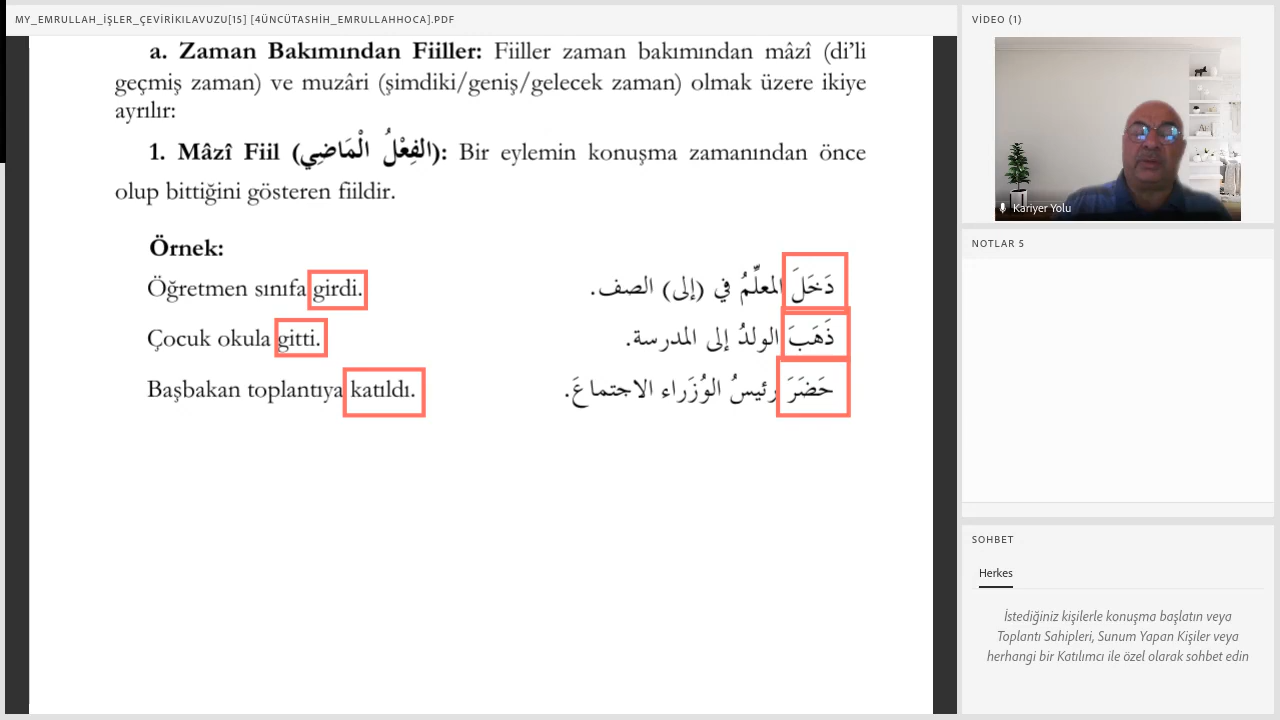 MY_EMRULLAH_İŞLER_ÇEVİRİKILAVUZU[15] [4ÜNCÜTASHİH_EMRULLAHHOCA].PDF
a. Zaman Bakımından Fiiller: Fiiller zaman bakımından mâzî (di'li
geçmiş zaman) ve muzâri (şimdiki/geniş/gelecek zaman) olmak üzere ikiye
ayrılır:
1. Mâzî Fiil (الفِعْلُ الْمَاضِي): Bir eylemin konuşma zamanından önce
olup bittiğini gösteren fiildir.
Örnek:
Öğretmen sınıfa girdi. دَخَلَ المعلِّمُ في (إلى) الصف.
Çocuk okula gitti. ذَهَبَ الولدُ إلى المدرسة.
Başbakan toplantıya katıldı. حَضَرَ رئيسُ الوُزَراء الاجتماعَ.
VİDEO (1)
Kariyer Yolu
NOTLAR 5
SOHBET
Herkes
İstediğiniz kişilerle konuşma başlatın veya
Toplantı Sahipleri, Sunum Yapan Kişiler veya
herhangi bir Katılımcı ile özel olarak sohbet edin